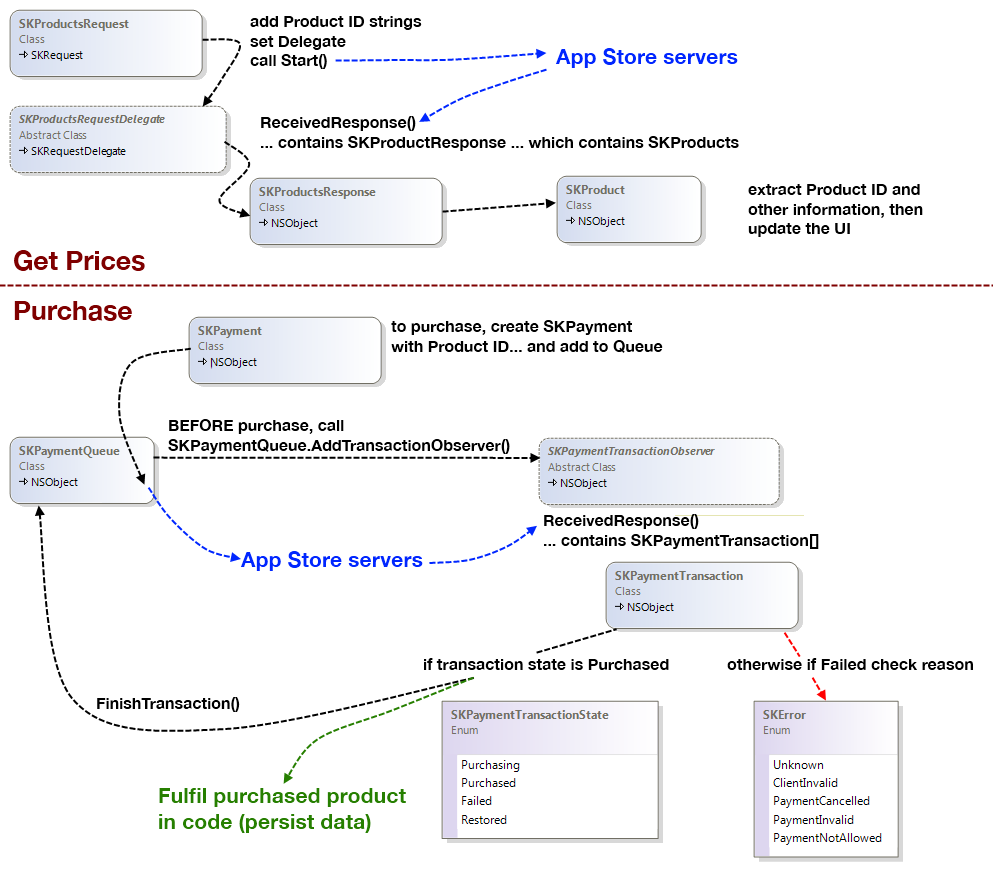 SKProductsRequest
Class
SKRequest
add Product ID strings
set Delegate
call Start()
App Store servers
SKProductsRequestDelegate
Abstract Class
SKRequestDelegate
ReceivedResponse()
... contains SKProductResponse ... which contains SKProducts
SKProductsResponse
Class
NSObject
SKProduct
Class
NSObject
extract Product ID and
other information, then
update the UI
Get Prices
Purchase
SKPayment
Class
NSObject
to purchase, create SKPayment
with Product ID... and add to Queue
BEFORE purchase, call
SKPaymentQueue.AddTransactionObserver()
SKPaymentQueue
Class
NSObject
SKPaymentTransactionObserver
Abstract Class
NSObject
ReceivedResponse()
... contains SKPaymentTransaction[]
App Store servers
SKPaymentTransaction
Class
NSObject
if transaction state is Purchased
otherwise if Failed check reason
FinishTransaction()
SKPaymentTransactionState
Enum
Purchasing
Purchased
Failed
Restored
SKError
Enum
Unknown
ClientInvalid
PaymentCancelled
PaymentInvalid
PaymentNotAllowed
Fulfil purchased product
in code (persist data)